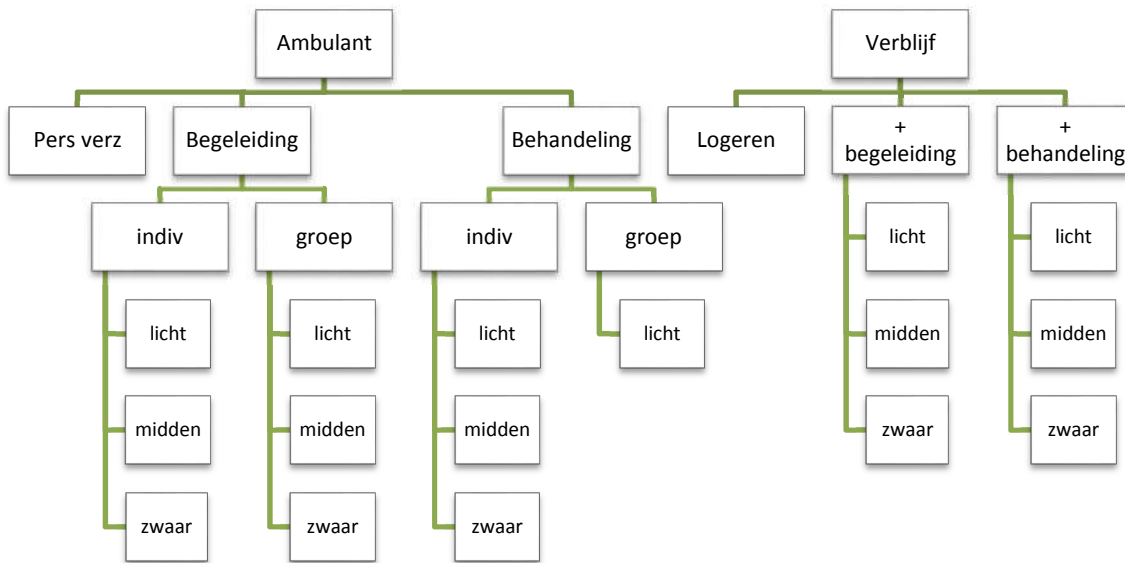 Ambulant
Verblijf
Pers verz
Begeleiding
Behandeling
Logeren
+
begeleiding
+
behandeling
indiv
groep
indiv
groep
licht
licht
licht
licht
licht
licht
midden
midden
midden
midden
midden
zwaar
zwaar
zwaar
zwaar
zwaar